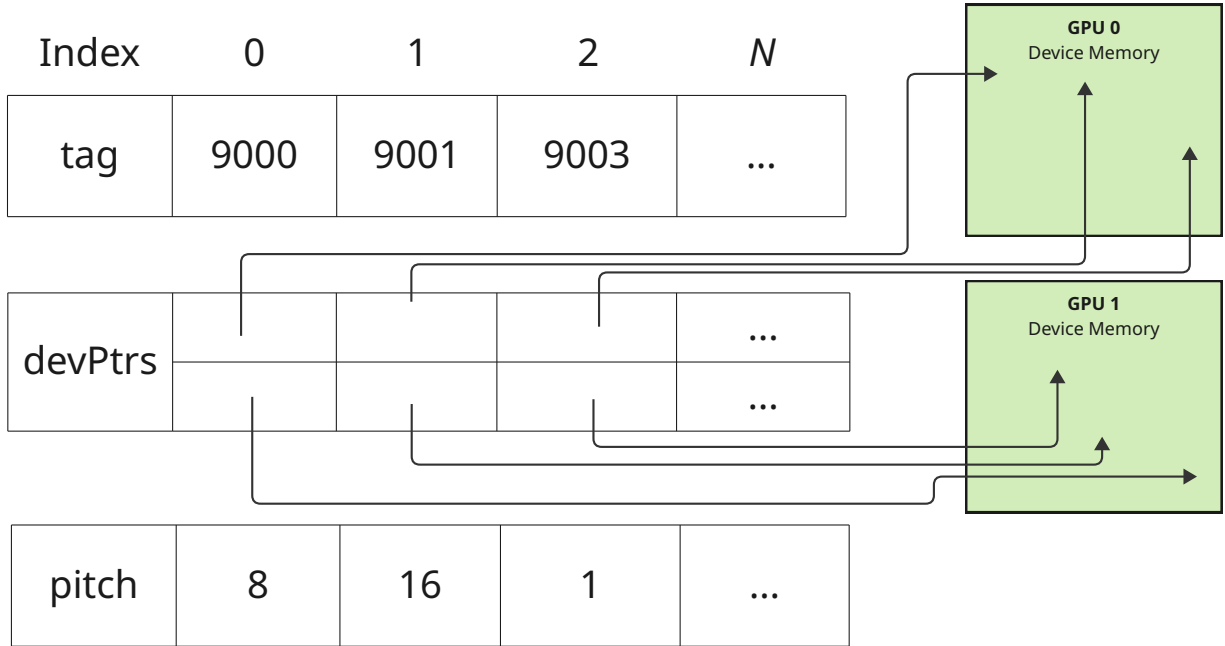 Index 0 1 2 N
tag 9000 9001 9003 ...
GPU 0
Device Memory
devPtrs
...
...
GPU 1
Device Memory
pitch 8 16 1 ...